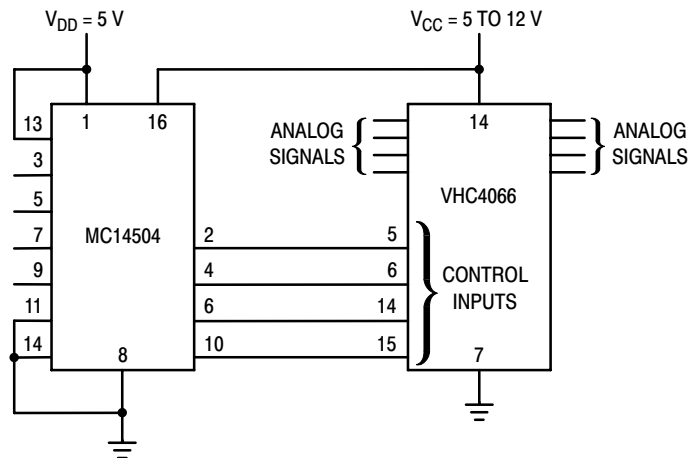 VDD = 5 V
VCC = 5 TO 12 V
13
1
16
14
ANALOG
SIGNALS
ANALOG
SIGNALS
3
5
7
9
11
14
MC14504
8
2
4
6
10
VHC4066
5
6
14
15
CONTROL
INPUTS
7